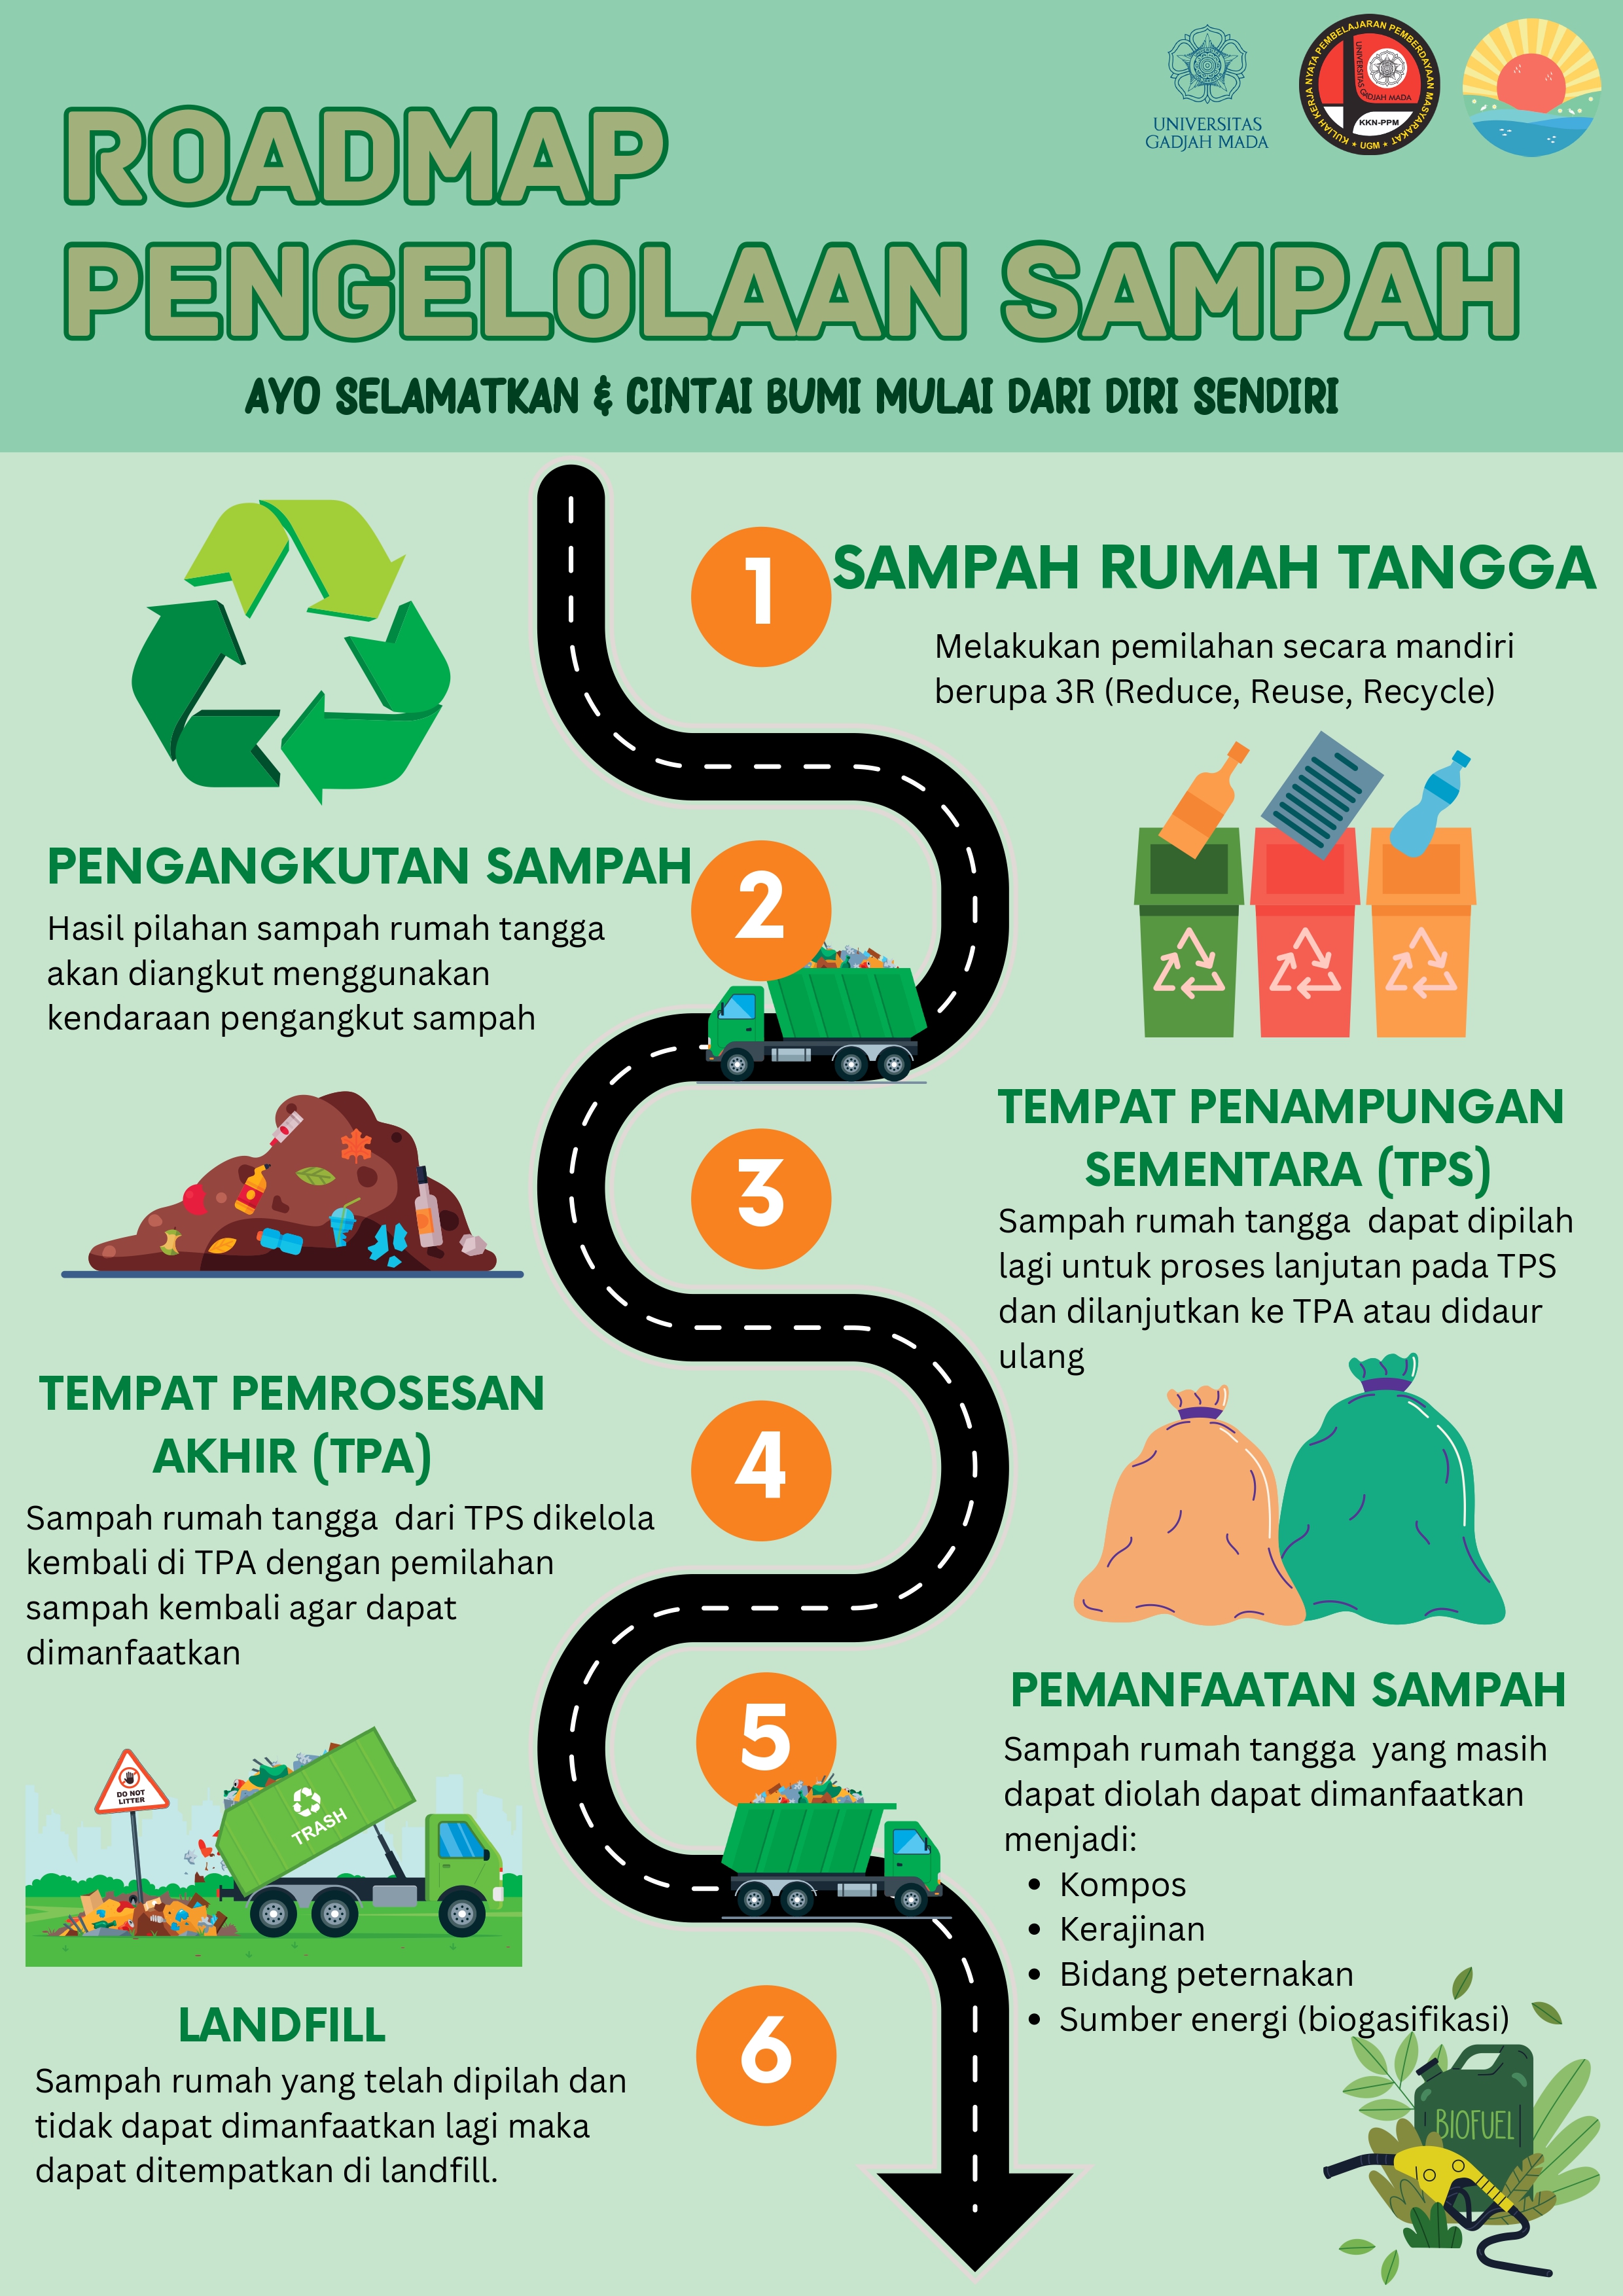 UNIVERSITAS
GADJAH MADA
KULIAH KERJA NYATA PEMBELAJARAN PEMBERDAYAAN MASYARAKAT
★ UGM ★
UNIVERSITAS GADJAH MADA
KKN-PPM
ROADMAP
PENGELOLAAN SAMPAH
AYO SELAMATKAN & CINTAI BUMI MULAI DARI DIRI SENDIRI
1
SAMPAH RUMAH TANGGA
Melakukan pemilahan secara mandiri
berupa 3R (Reduce, Reuse, Recycle)
PENGANGKUTAN SAMPAH
2
Hasil pilahan sampah rumah tangga
akan diangkut menggunakan
kendaraan pengangkut sampah
3
TEMPAT PENAMPUNGAN
SEMENTARA (TPS)
Sampah rumah tangga  dapat dipilah
lagi untuk proses lanjutan pada TPS
dan dilanjutkan ke TPA atau didaur
ulang
TEMPAT PEMROSESAN
AKHIR (TPA)
4
Sampah rumah tangga  dari TPS dikelola
kembali di TPA dengan pemilahan
sampah kembali agar dapat
dimanfaatkan
DO NOT
LITTER
TRASH
5
PEMANFAATAN SAMPAH
Sampah rumah tangga  yang masih
dapat diolah dapat dimanfaatkan
menjadi:
• Kompos
• Kerajinan
• Bidang peternakan
• Sumber energi (biogasifikasi)
LANDFILL
6
Sampah rumah yang telah dipilah dan
tidak dapat dimanfaatkan lagi maka
dapat ditempatkan di landfill.
BIOFUEL